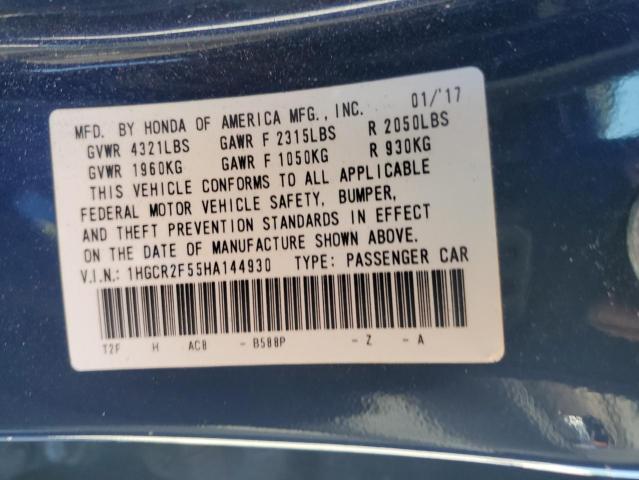 MFD. BY HONDA OF AMERICA MFG., INC. 01/'17
GVWR 4321LBS GAWR F 2315LBS R 2050LBS
GVWR 1960KG GAWR F 1050KG R 930KG
THIS VEHICLE CONFORMS TO ALL APPLICABLE
FEDERAL MOTOR VEHICLE SAFETY, BUMPER,
AND THEFT PREVENTION STANDARDS IN EFFECT
ON THE DATE OF MANUFACTURE SHOWN ABOVE.
V.I.N.: 1HGCR2F55HA144930 TYPE: PASSENGER CAR
T2F H AC8 - B588P - Z - A